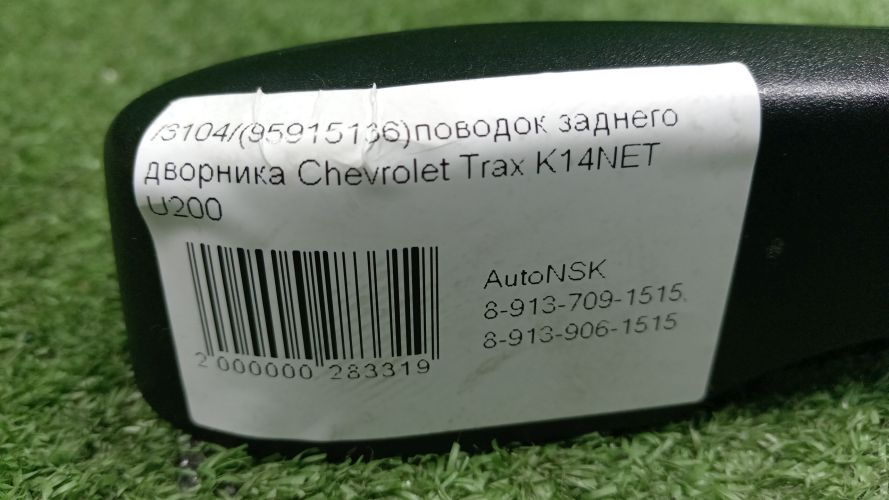 /3104/(95915136)поводок заднего
дворника Chevrolet Trax K14NET
U200
AutoNSK
8-913-709-1515,
8-913-906-1515
2 000000 283319